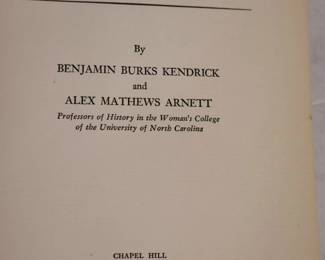 By
BENJAMIN BURKS KENDRICK
and
ALEX MATHEWS ARNETT
Professors of History in the Woman's College
of the University of North Carolina
CHAPEL HILL